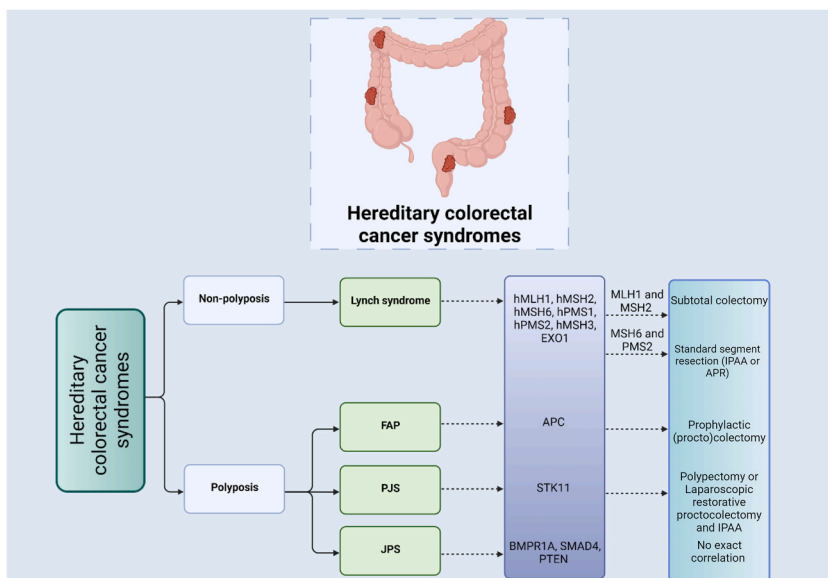 Hereditary colorectal
cancer syndromes
Hereditary
colorectal cancer
syndromes
Non-polyposis
Lynch syndrome
hMLH1, hMSH2,
hMSH6, hPMS1,
hPMS2, hMSH3,
EXO1
MLH1 and
MSH2
Subtotal colectomy
MSH6 and
PMS2
Standard segment
resection (IPAA or
APR)
Polyposis
FAP
APC
Prophylactic
(procto)colectomy
PJS
STK11
Polypectomy or
Laparoscopic
restorative
proctocolectomy
and IPAA
JPS
BMPR1A, SMAD4,
PTEN
No exact
correlation